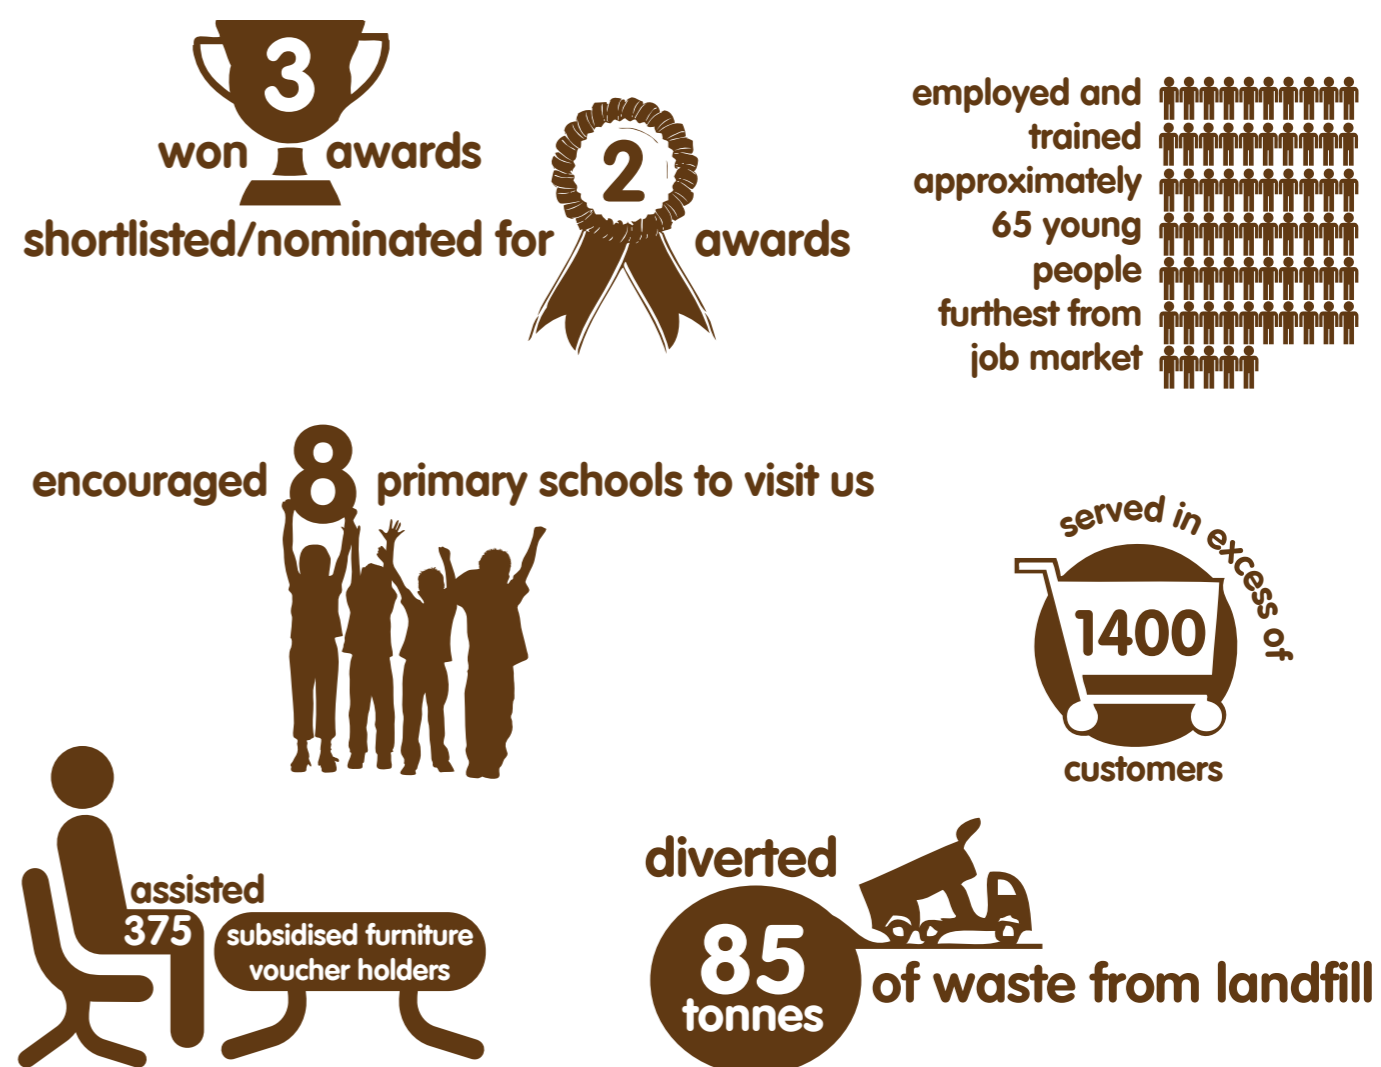 won 3 awards
shortlisted/nominated for 2 awards
employed and
trained
approximately
65 young
people
furthest from
job market
encouraged 8 primary schools to visit us
served in excess of
1400
customers
assisted
375
subsidised furniture
voucher holders
diverted
85
tonnes
of waste from landfill